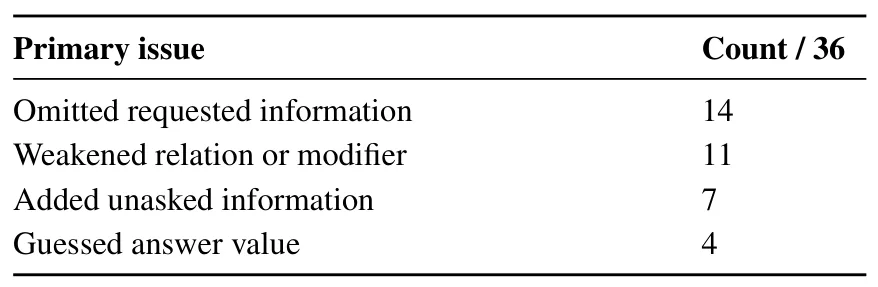 Primary issue Count / 36
Omitted requested information 14
Weakened relation or modifier 11
Added unasked information 7
Guessed answer value 4